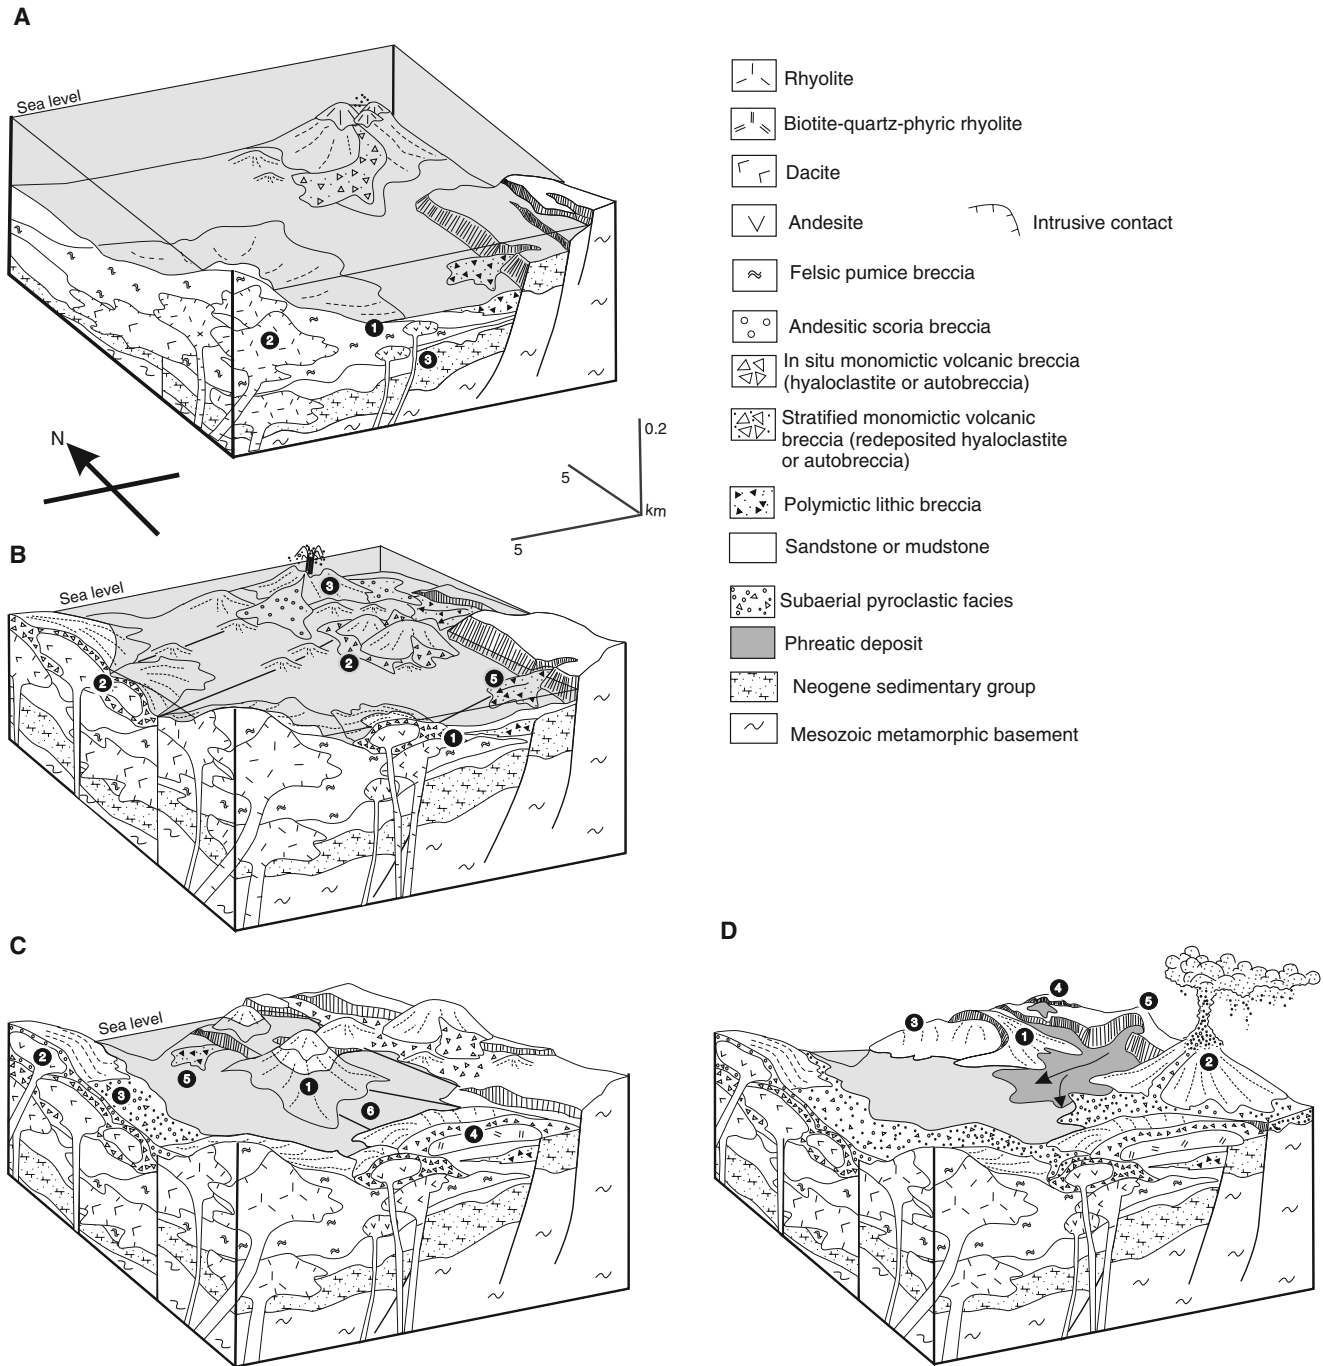 A
Sea level
1
2
3
N
0.2
5
km
5
Rhyolite
Biotite-quartz-phyric rhyolite
Dacite
Andesite
Intrusive contact
Felsic pumice breccia
Andesitic scoria breccia
In situ monomictic volcanic breccia
(hyaloclastite or autobreccia)
Stratified monomictic volcanic
breccia (redeposited hyaloclastite
or autobreccia)
Polymictic lithic breccia
Sandstone or mudstone
Subaerial pyroclastic facies
Phreatic deposit
Neogene sedimentary group
Mesozoic metamorphic basement
B
Sea level
3
2
2
5
1
C
Sea level
2
3
5
1
6
4
D
4
5
3
1
2